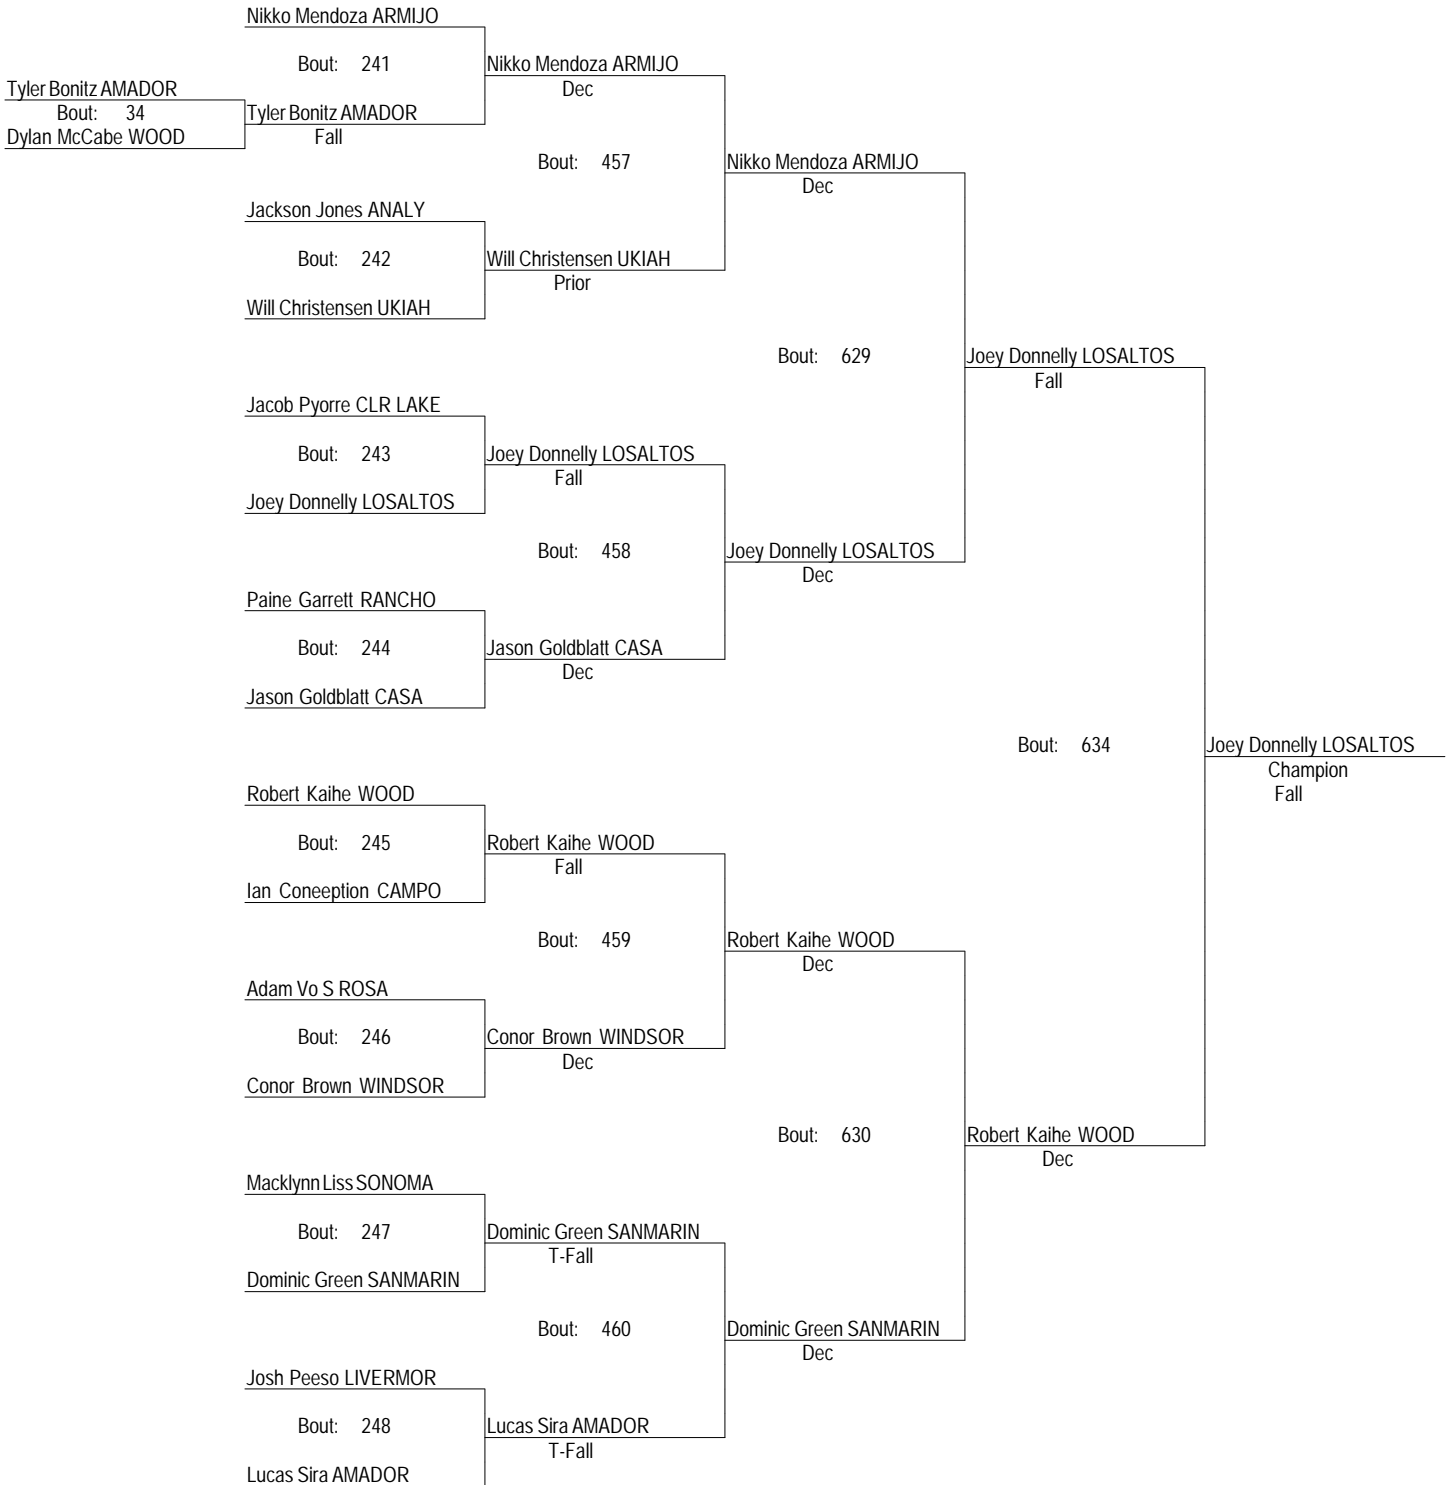 Nikko Mendoza ARMIJO
Bout: 241
Nikko Mendoza ARMIJO
Dec
Tyler Bonitz AMADOR
Bout: 34
Dylan McCabe WOOD
Tyler Bonitz AMADOR
Fall
Bout: 457
Nikko Mendoza ARMIJO
Dec
Jackson Jones ANALY
Bout: 242
Will Christensen UKIAH
Prior
Will Christensen UKIAH
Bout: 629
Joey Donnelly LOSALTOS
Fall
Jacob Pyorre CLR LAKE
Bout: 243
Joey Donnelly LOSALTOS
Fall
Joey Donnelly LOSALTOS
Bout: 458
Joey Donnelly LOSALTOS
Dec
Paine Garrett RANCHO
Bout: 244
Jason Goldblatt CASA
Dec
Jason Goldblatt CASA
Bout: 634
Joey Donnelly LOSALTOS
Champion
Fall
Robert Kaihe WOOD
Bout: 245
Robert Kaihe WOOD
Fall
Ian Coneeption CAMPO
Bout: 459
Robert Kaihe WOOD
Dec
Adam Vo S ROSA
Bout: 246
Conor Brown WINDSOR
Dec
Conor Brown WINDSOR
Bout: 630
Robert Kaihe WOOD
Dec
Macklynn Liss SONOMA
Bout: 247
Dominic Green SANMARIN
T-Fall
Dominic Green SANMARIN
Bout: 460
Dominic Green SANMARIN
Dec
Josh Peeso LIVERMOR
Bout: 248
Lucas Sira AMADOR
T-Fall
Lucas Sira AMADOR